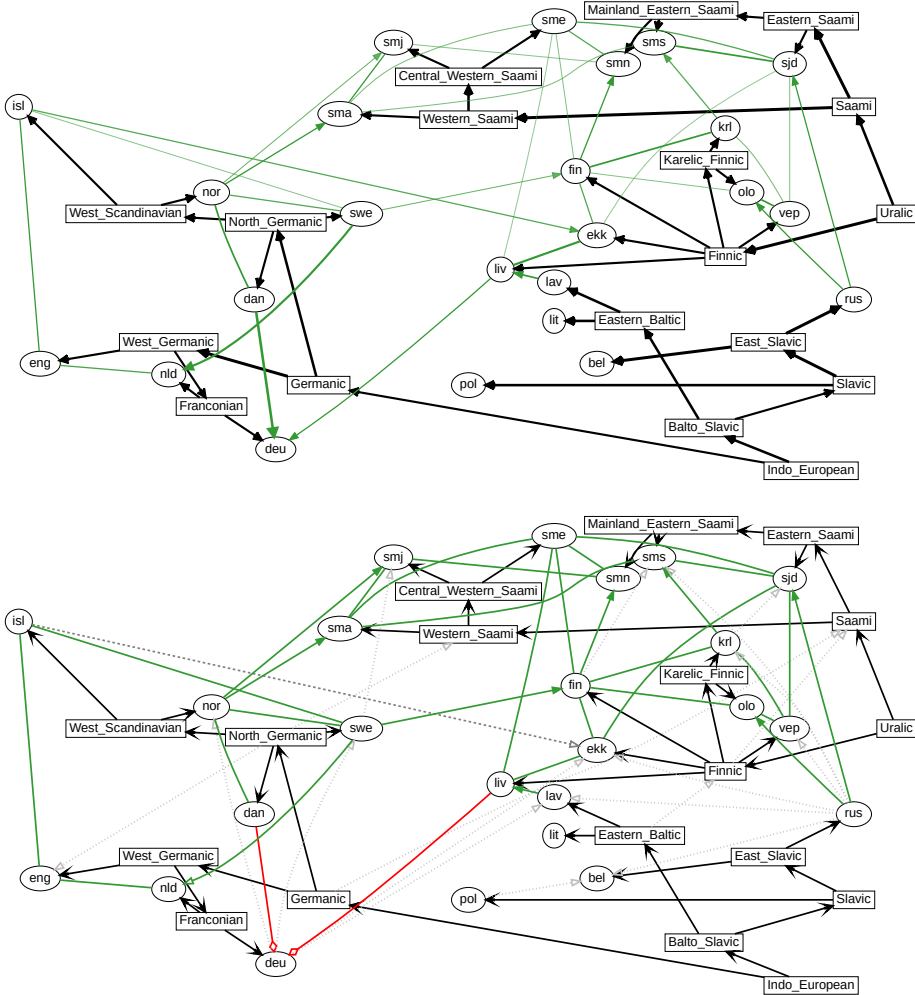 Mainland_Eastern_Saami
sme
Eastern_Saami
smj
sms
smn
sjd
Central_Western_Saami
isl
sma
Western_Saami
Saami
krl
Karelic_Finnic
fin
nor
olo
West_Scandinavian
North_Germanic
swe
vep
Uralic
ekk
Finnic
liv
lav
dan
rus
lit
Eastern_Baltic
West_Germanic
East_Slavic
eng
nld
bel
Germanic
pol
Slavic
Franconian
Balto_Slavic
deu
Indo_European
Mainland_Eastern_Saami
sme
Eastern_Saami
smj
sms
smn
sjd
Central_Western_Saami
isl
sma
Western_Saami
Saami
krl
Karelic_Finnic
fin
nor
olo
West_Scandinavian
North_Germanic
swe
vep
Uralic
ekk
Finnic
liv
lav
dan
rus
lit
Eastern_Baltic
West_Germanic
East_Slavic
eng
nld
bel
Germanic
pol
Slavic
Franconian
Balto_Slavic
deu
Indo_European